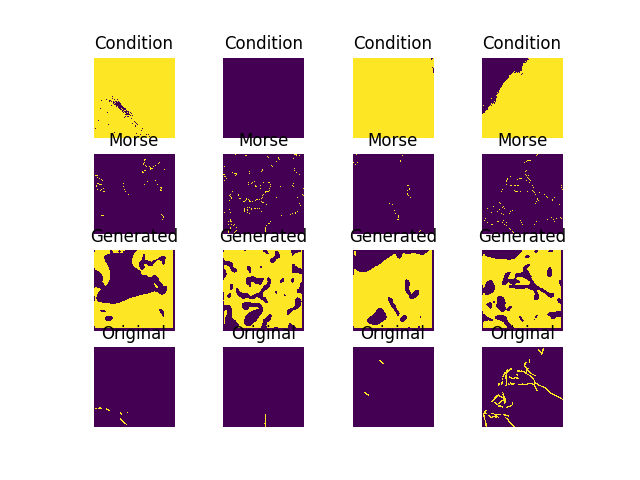 Condition Condition Condition Condition
Morse Morse Morse Morse
Generated Generated Generated Generated
Original Original Original Original